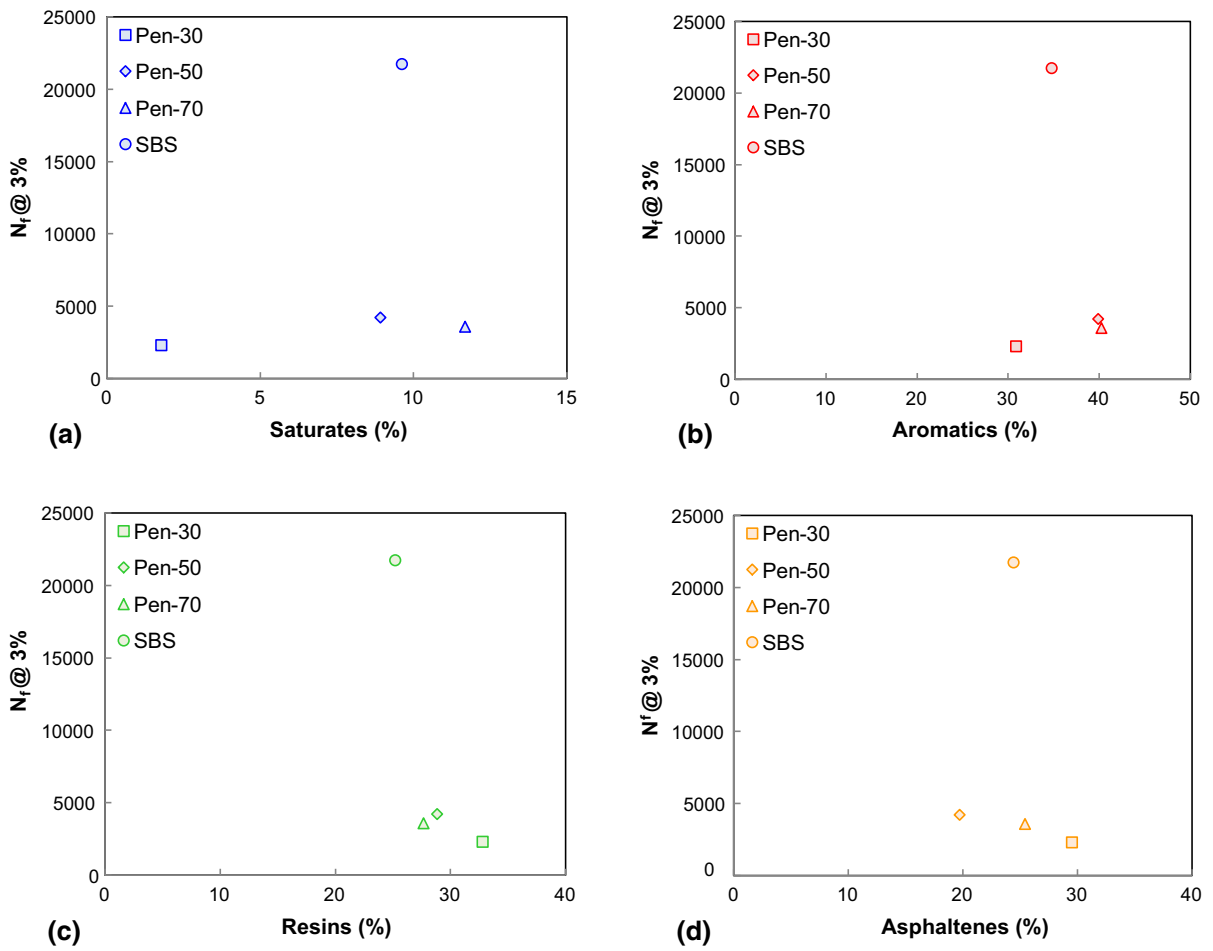 25000
20000
15000
10000
5000
0
N_f @ 3%
Pen-30
Pen-50
Pen-70
SBS
0 5 10 15
(a) Saturates (%)
25000
20000
15000
10000
5000
0
N_f @ 3%
Pen-30
Pen-50
Pen-70
SBS
0 10 20 30 40 50
(b) Aromatics (%)
25000
20000
15000
10000
5000
0
N_f @ 3%
Pen-30
Pen-50
Pen-70
SBS
0 10 20 30 40
(c) Resins (%)
25000
20000
15000
10000
5000
0
N^f @ 3%
Pen-30
Pen-50
Pen-70
SBS
0 10 20 30 40
(d) Asphaltenes (%)